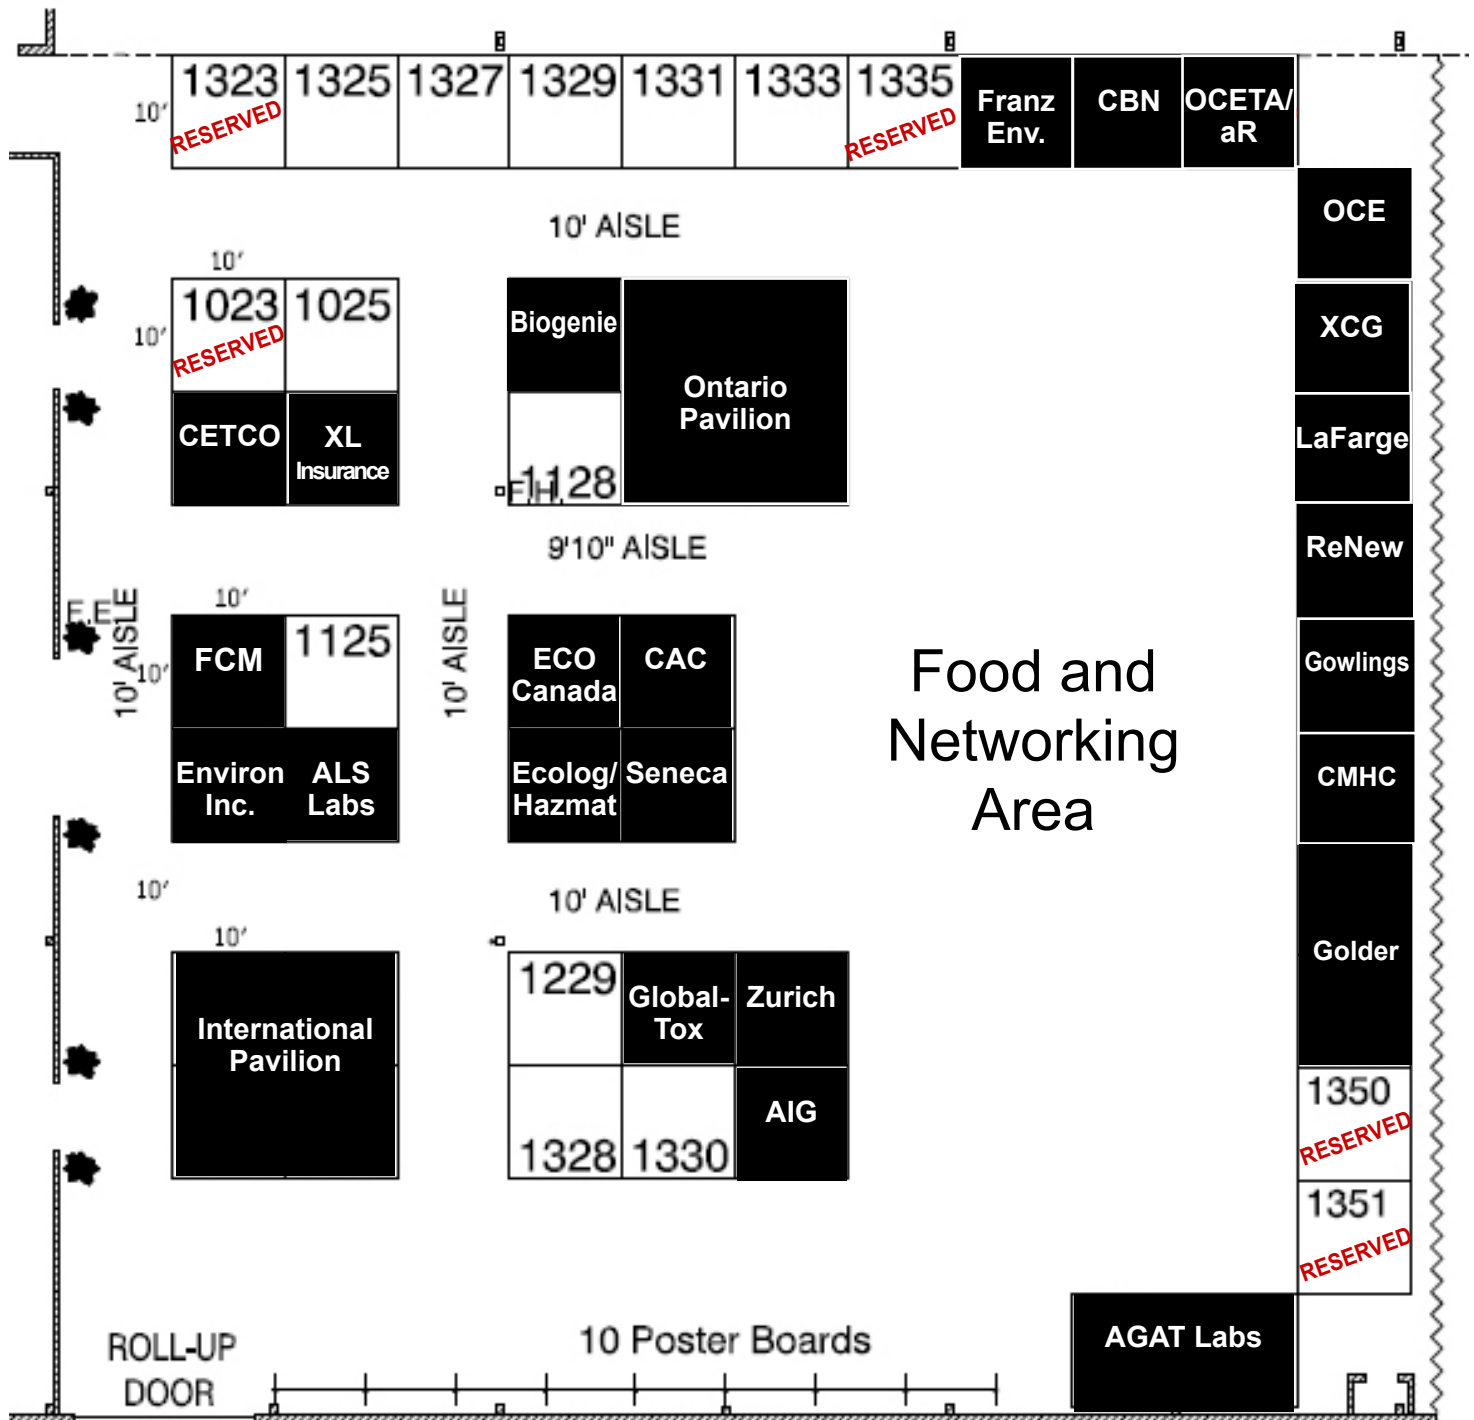 1323 1325 1327 1329 1331 1333 1335
RESERVED
RESERVED
10'
Franz
Env.
CBN
OCETA/
aR
OCE
10' AISLE
10'
10'
1023 1025
RESERVED
CETCO
XL
Insurance
Biogenie
1128
F.H.
Ontario
Pavilion
XCG
LaFarge
ReNew
9'10" AISLE
F.E.
10' AISLE
10'
10'
FCM
1125
Environ
Inc.
ALS
Labs
10' AISLE
ECO
Canada
CAC
Ecolog/
Hazmat
Seneca
Food and
Networking
Area
Gowlings
CMHC
10'
10' AISLE
10'
International
Pavilion
1229
Global-
Tox
Zurich
1328 1330
AIG
Golder
1350
RESERVED
1351
RESERVED
ROLL-UP
DOOR
10 Poster Boards
AGAT Labs